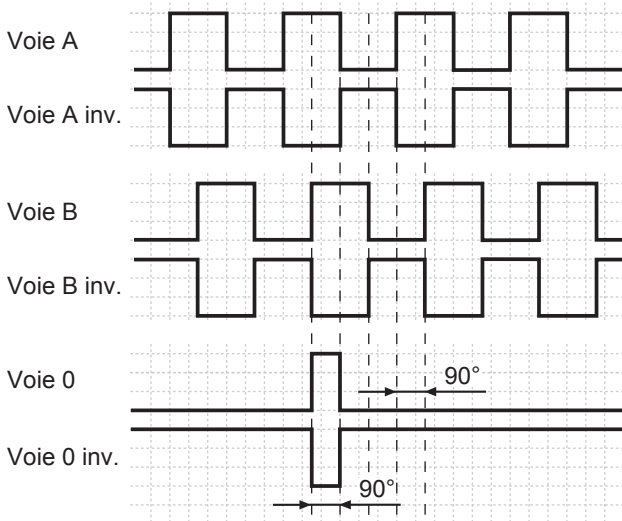 Voie A
Voie A inv.
Voie B
Voie B inv.
Voie 0
90°
Voie 0 inv.
90°